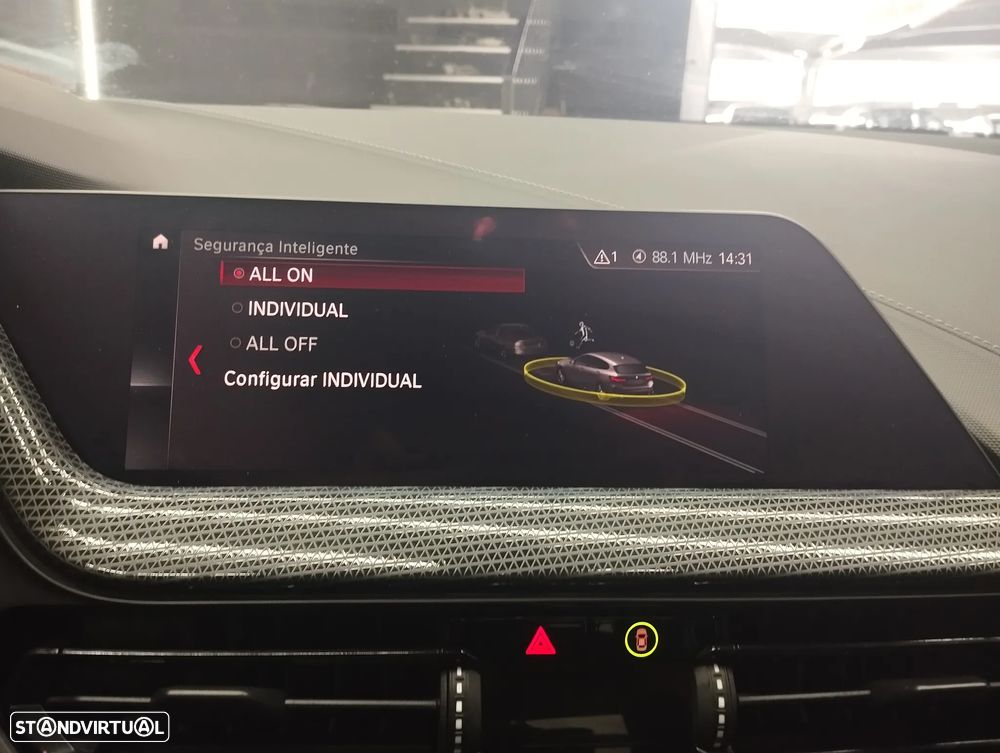 Segurança Inteligente
1 88.1 MHz 14:31
ALL ON
INDIVIDUAL
ALL OFF
Configurar INDIVIDUAL
STANDVIRTUAL